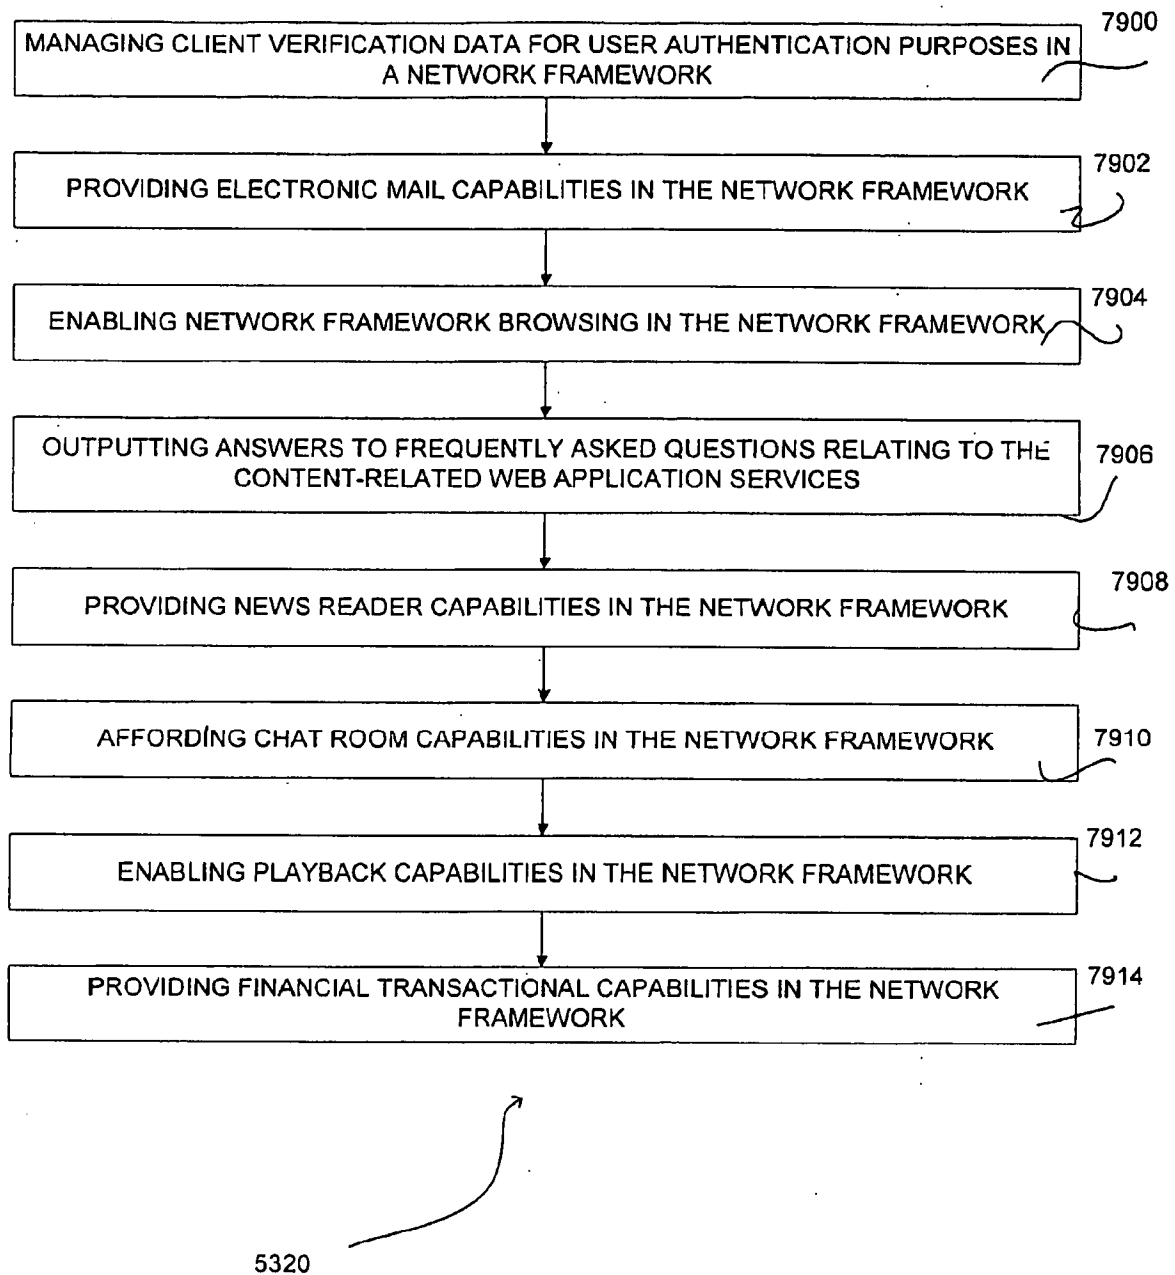 7900
MANAGING CLIENT VERIFICATION DATA FOR USER AUTHENTICATION PURPOSES IN
A NETWORK FRAMEWORK
7902
PROVIDING ELECTRONIC MAIL CAPABILITIES IN THE NETWORK FRAMEWORK
7904
ENABLING NETWORK FRAMEWORK BROWSING IN THE NETWORK FRAMEWORK
OUTPUTTING ANSWERS TO FREQUENTLY ASKED QUESTIONS RELATING TO THE
CONTENT-RELATED WEB APPLICATION SERVICES
7906
7908
PROVIDING NEWS READER CAPABILITIES IN THE NETWORK FRAMEWORK
AFFORDING CHAT ROOM CAPABILITIES IN THE NETWORK FRAMEWORK
7910
7912
ENABLING PLAYBACK CAPABILITIES IN THE NETWORK FRAMEWORK
7914
PROVIDING FINANCIAL TRANSACTIONAL CAPABILITIES IN THE NETWORK
FRAMEWORK
5320